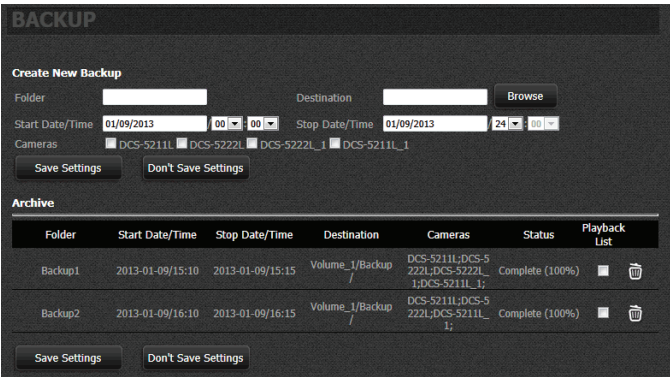 BACKUP
Create New Backup
Folder Destination Browse
Start Date/Time 01/09/2013 / 00 : 00 Stop Date/Time 01/09/2013 / 24 : 00
Cameras DCS-5211L DCS-5222L DCS-5222L_1 DCS-5211L_1
Save Settings Don't Save Settings
Archive
Folder Start Date/Time Stop Date/Time Destination Cameras Status Playback List
Backup1 2013-01-09/15:10 2013-01-09/15:15 Volume_1/Backup
/ DCS-5211L;DCS-5
222L;DCS-5222L_
1;DCS-5211L_1; Complete (100%)
Backup2 2013-01-09/16:10 2013-01-09/16:15 Volume_1/Backup
/ DCS-5211L;DCS-5
222L;DCS-5211L_
1; Complete (100%)
Save Settings Don't Save Settings